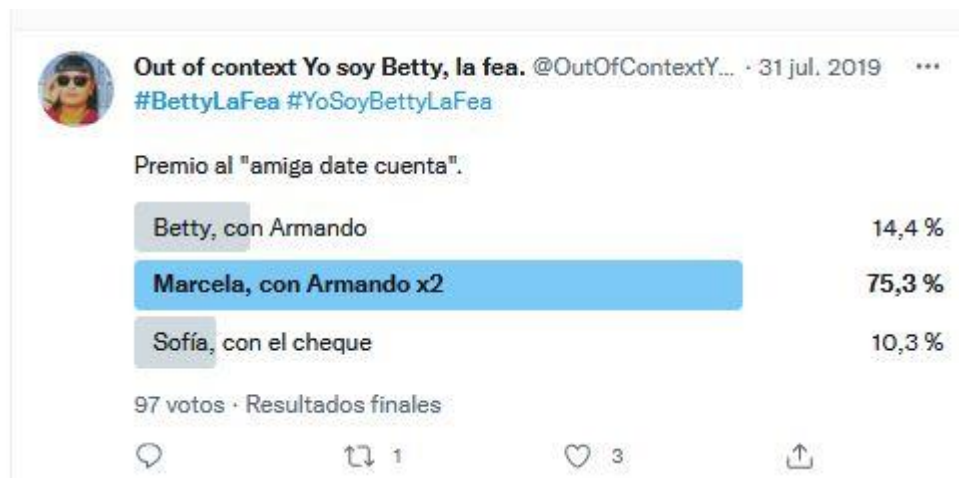 Out of context Yo soy Betty, la fea. @OutOfContextY... · 31 jul. 2019 ···
#BettyLaFea #YoSoyBettyLaFea
Premio al "amiga date cuenta".
Betty, con Armando 14,4 %
Marcela, con Armando x2 75,3 %
Sofía, con el cheque 10,3 %
97 votos · Resultados finales
1 3